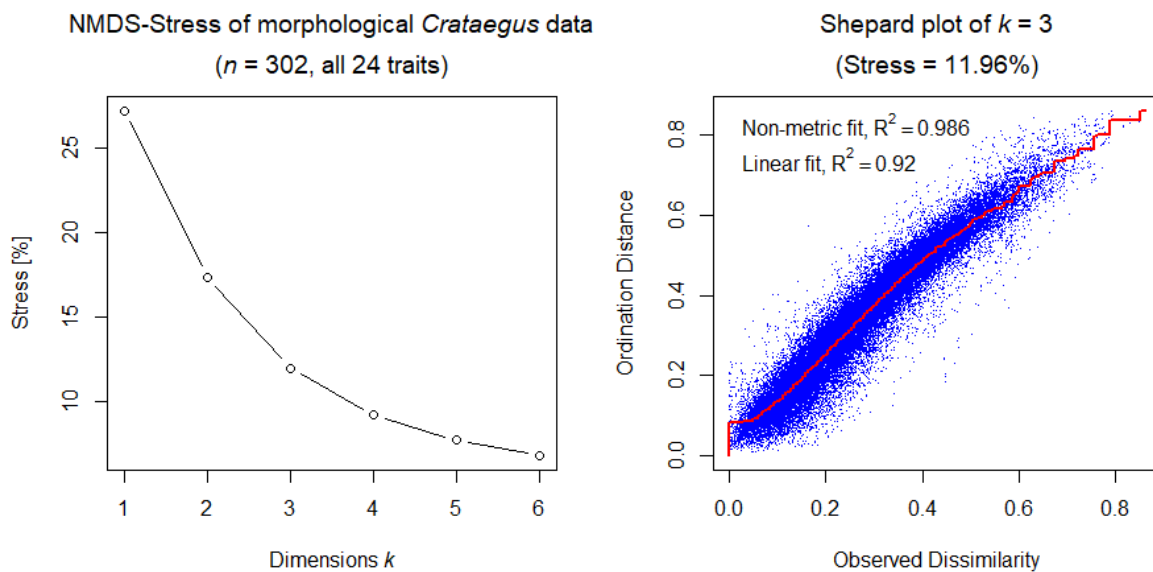 NMDS-Stress of morphological Crataegus data
(n = 302, all 24 traits)
Stress [%]
25
20
15
10
1 2 3 4 5 6
Dimensions k
Shepard plot of k = 3
(Stress = 11.96%)
Non-metric fit, R² = 0.986
Linear fit, R² = 0.92
Ordination Distance
0.8
0.6
0.4
0.2
0.0
0.0 0.2 0.4 0.6 0.8
Observed Dissimilarity